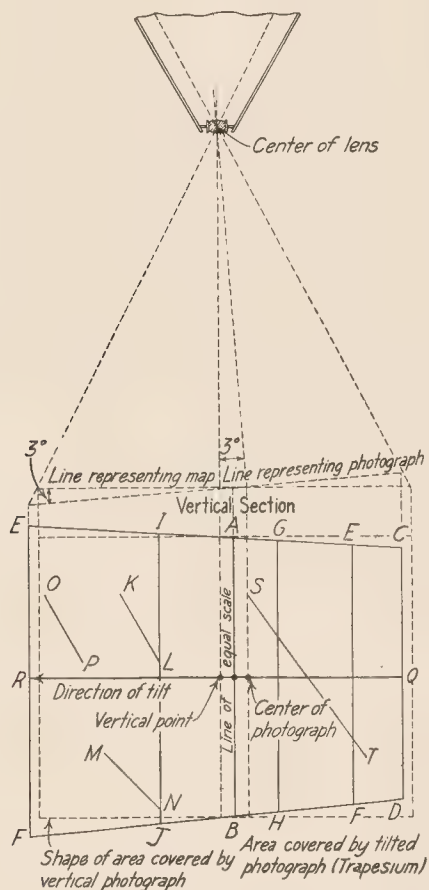 Center of lens
3°
3°
Line representing map
Line representing photograph
Vertical Section
E
I
A
G
E
C
O
K
S
Line of equal scale
P
L
R
Direction of tilt
Q
Vertical point
Center of
photograph
M
T
N
F
J
B
H
F
D
Shape of area covered by
vertical photograph
Area covered by tilted
photograph (Trapesium)